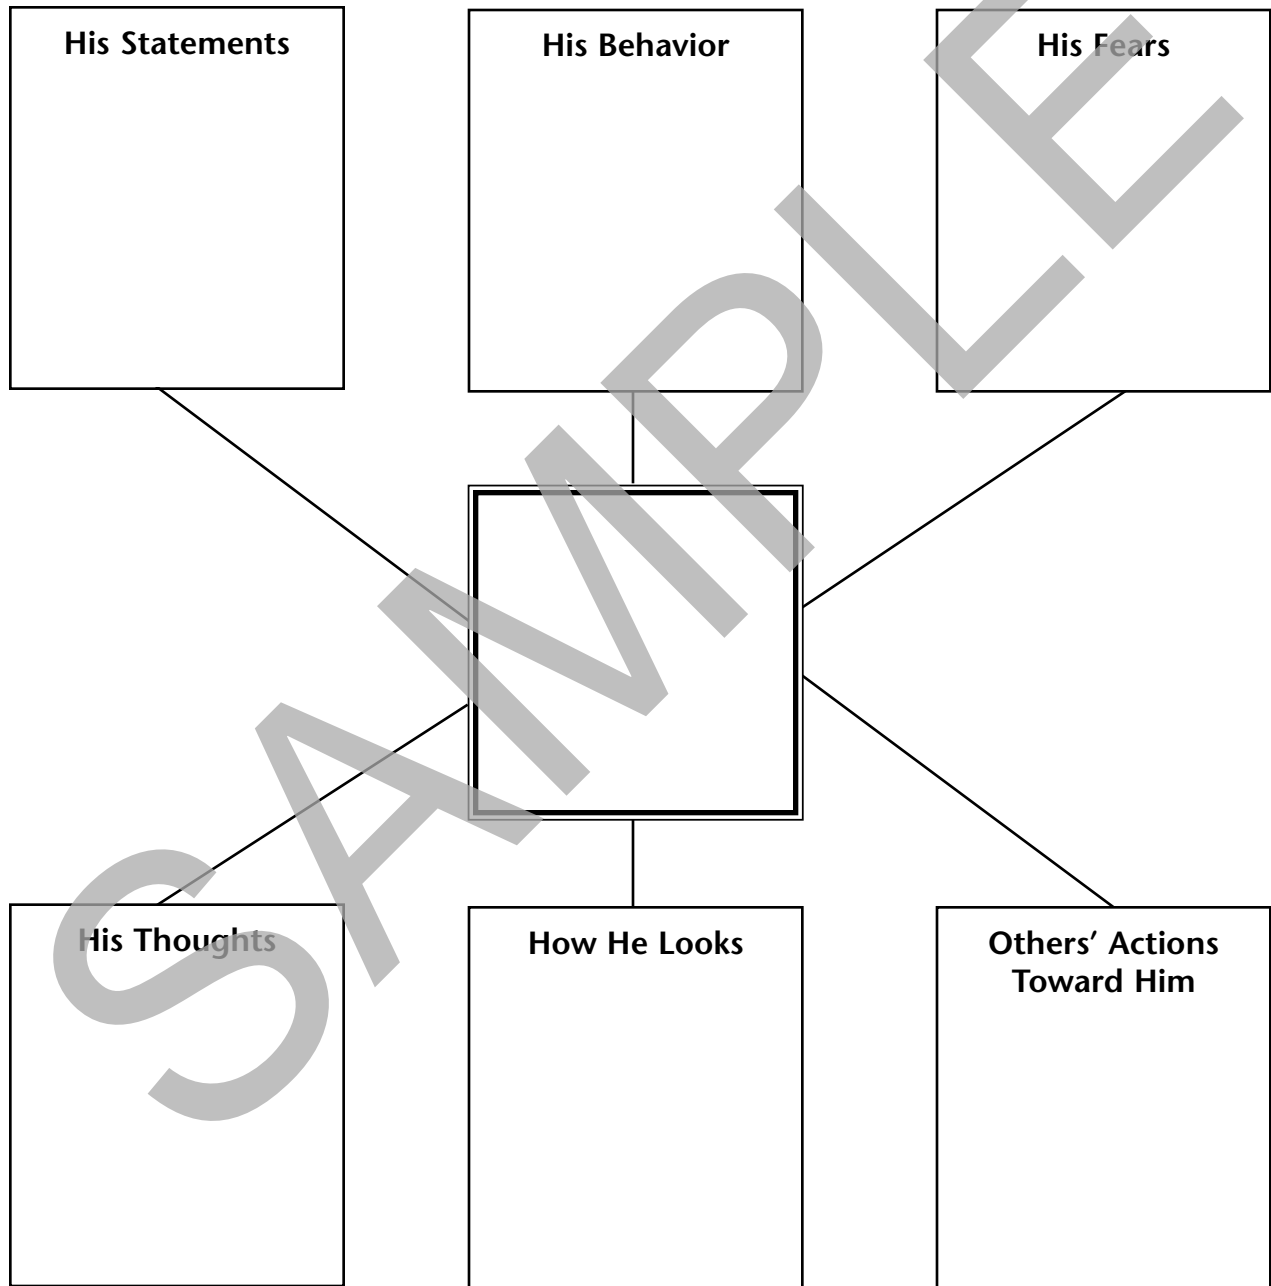 His Statements
His Behavior
His Fears
His Thoughts
How He Looks
Others’ Actions
Toward Him
SAMPLE